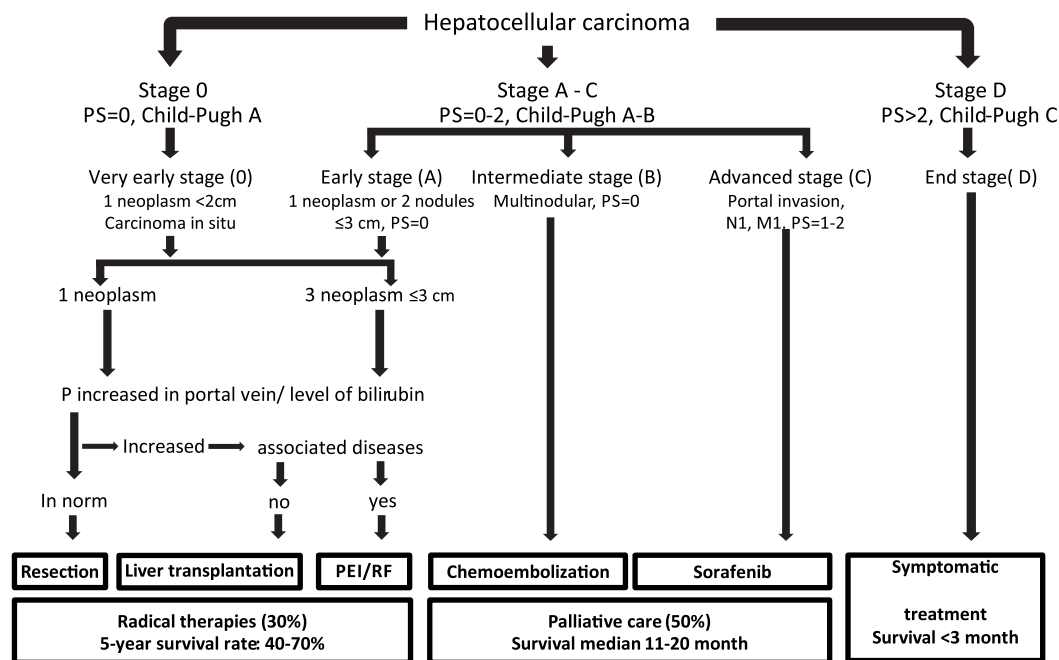 Hepatocellular carcinoma
Stage 0
PS=0, Child-Pugh A
Stage A - C
PS=0-2, Child-Pugh A-B
Stage D
PS>2, Child-Pugh C
Very early stage (0)
1 neoplasm <2cm
Carcinoma in situ
Early stage (A)
1 neoplasm or 2 nodules
≤3 cm, PS=0
Intermediate stage (B)
Multinodular, PS=0
Advanced stage (C)
Portal invasion,
N1, M1, PS=1-2
End stage( D)
1 neoplasm
3 neoplasm ≤3 cm
P increased in portal vein/ level of bilirubin
Increased
associated diseases
In norm
no
yes
Resection
Liver transplantation
PEI/RF
Chemoembolization
Sorafenib
Symptomatic
treatment
Survival <3 month
Radical therapies (30%)
5-year survival rate: 40-70%
Palliative care (50%)
Survival median 11-20 month